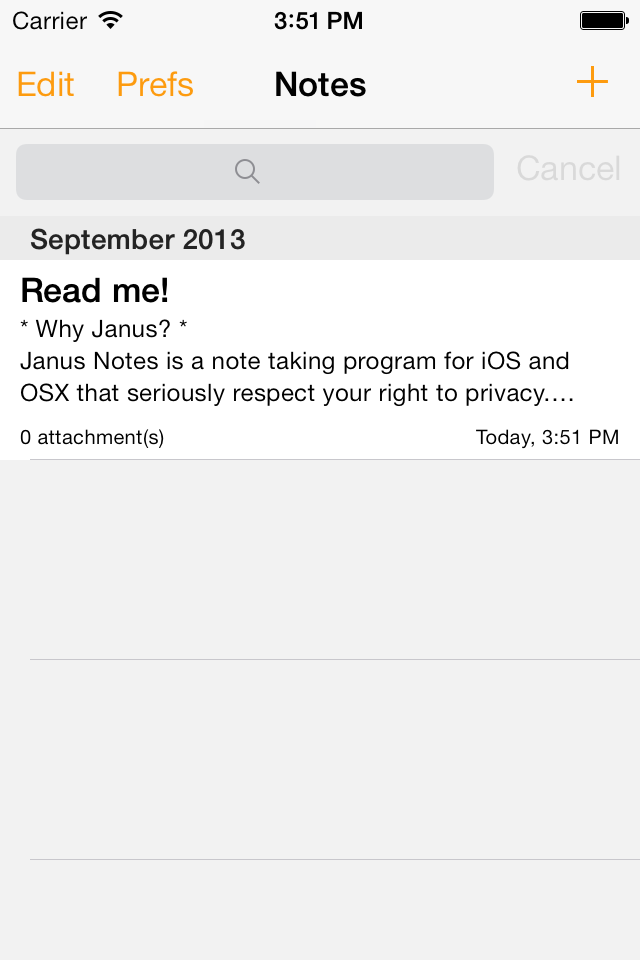 Carrier 3:51 PM
Edit Prefs Notes +
Cancel
September 2013
Read me!
* Why Janus? *
Janus Notes is a note taking program for iOS and
OSX that seriously respect your right to privacy....
0 attachment(s) Today, 3:51 PM